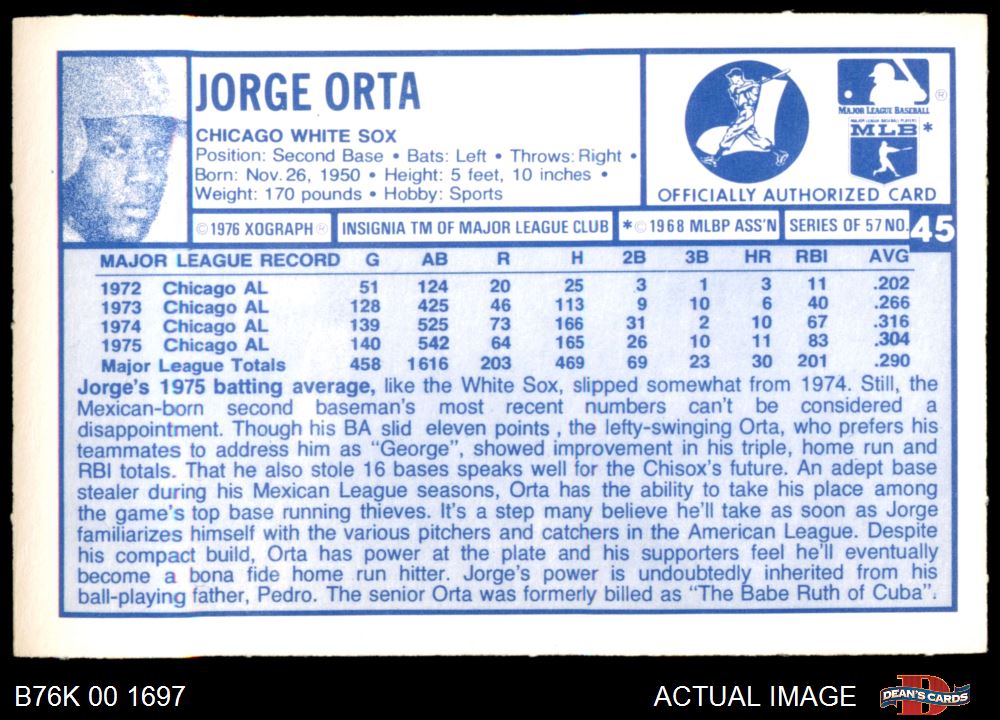 JORGE ORTA
CHICAGO WHITE SOX
Position: Second Base • Bats: Left • Throws: Right •
Born: Nov. 26, 1950 • Height: 5 feet, 10 inches •
Weight: 170 pounds • Hobby: Sports
®
MAJOR LEAGUE BASEBALL
MAJOR LEAGUE BASEBALL PLAYERS
MLB *
OFFICIALLY AUTHORIZED CARD
© 1976 XOGRAPH ® INSIGNIA TM OF MAJOR LEAGUE CLUB *© 1968 MLBP ASS'N SERIES OF 57 NO. 45
MAJOR LEAGUE RECORD G AB R H 2B 3B HR RBI AVG
1972 Chicago AL 51 124 20 25 3 1 3 11 .202
1973 Chicago AL 128 425 46 113 9 10 6 40 .266
1974 Chicago AL 139 525 73 166 31 2 10 67 .316
1975 Chicago AL 140 542 64 165 26 10 11 83 .304
Major League Totals 458 1616 203 469 69 23 30 201 .290
Jorge's 1975 batting average, like the White Sox, slipped somewhat from 1974. Still, the
Mexican-born second baseman's most recent numbers can't be considered a
disappointment. Though his BA slid eleven points , the lefty-swinging Orta, who prefers his
teammates to address him as "George", showed improvement in his triple, home run and
RBI totals. That he also stole 16 bases speaks well for the Chisox's future. An adept base
stealer during his Mexican League seasons, Orta has the ability to take his place among
the game's top base running thieves. It's a step many believe he'll take as soon as Jorge
familiarizes himself with the various pitchers and catchers in the American League. Despite
his compact build, Orta has power at the plate and his supporters feel he'll eventually
become a bona fide home run hitter. Jorge's power is undoubtedly inherited from his
ball-playing father, Pedro. The senior Orta was formerly billed as "The Babe Ruth of Cuba".
B76K 00 1697
ACTUAL IMAGE
DEAN'S CARDS